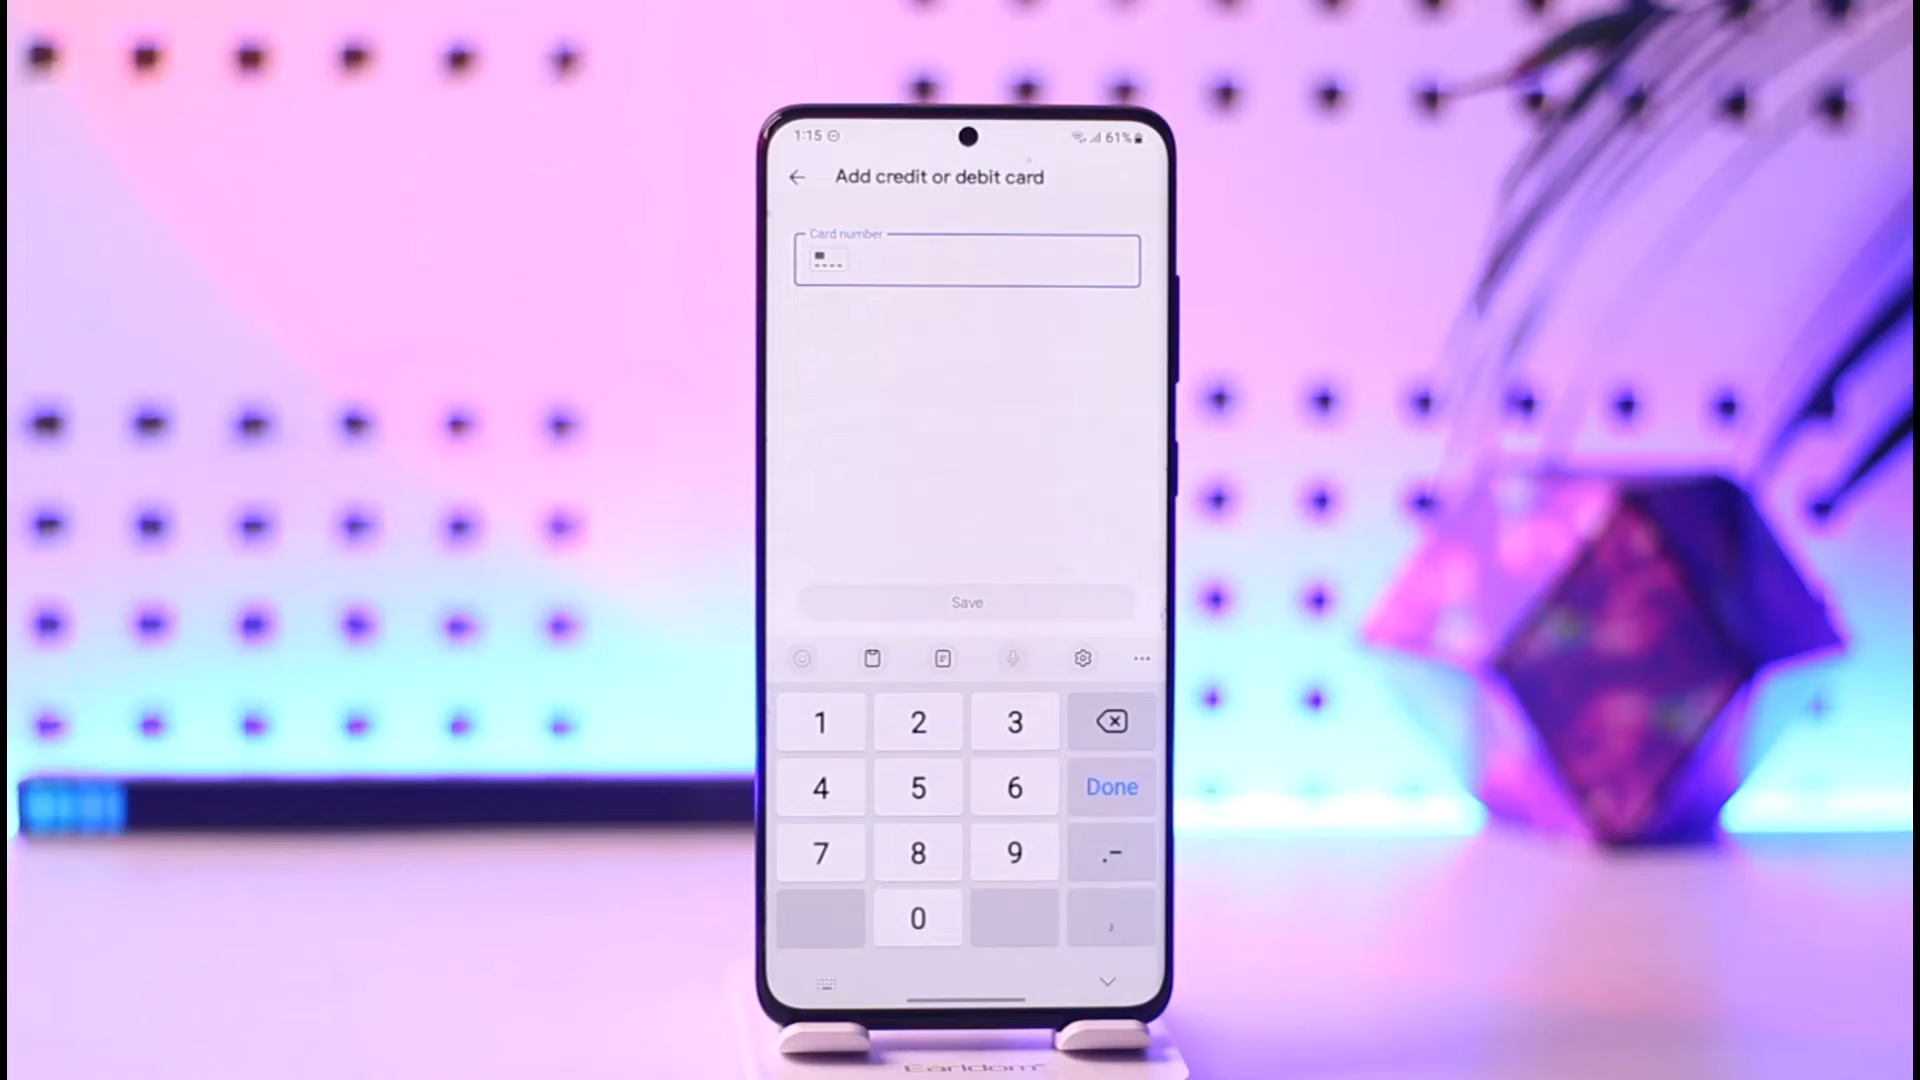 1:15 61%
Add credit or debit card
Card number
Save
1 2 3
4 5 6 Done
7 8 9 .-
0 ,
Earldom